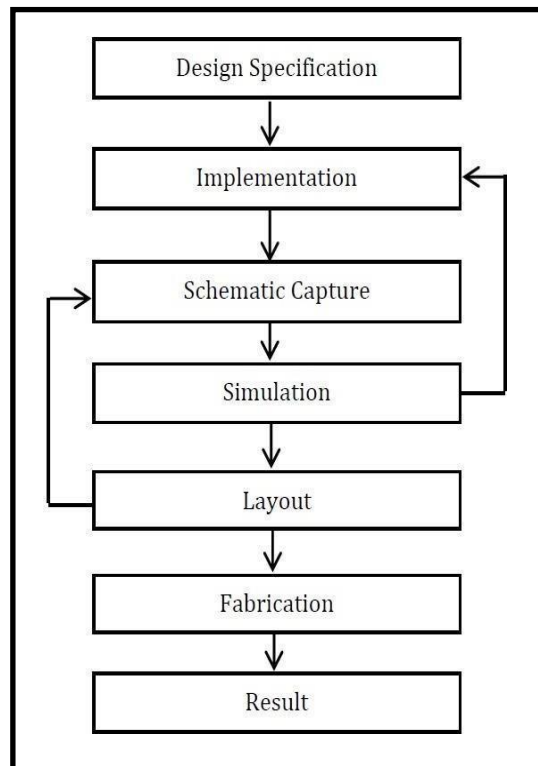 Design Specification
Implementation
Schematic Capture
Simulation
Layout
Fabrication
Result